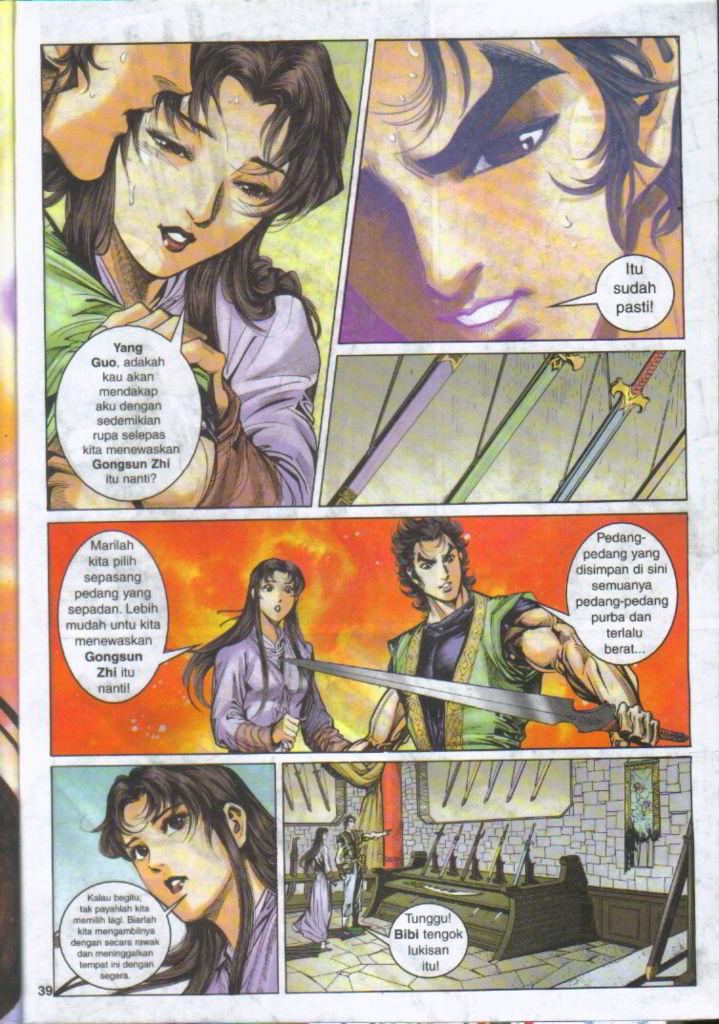 Yang
Guo, adakah
kau akan
mendakap
aku dengan
sedemikian
rupa selepas
kita menewaskan
Gongsun Zhi
itu nanti?
Itu
sudah
pasti!
Marilah
kita pilih
sepasang
pedang yang
sepadan. Lebih
mudah untu kita
menewaskan
Gongsun
Zhi itu
nanti!
Pedang-
pedang yang
disimpan di sini
semuanya
pedang-pedang
purba dan
terlalu
berat...
Kalau begitu,
tak payahlah kita
memilih lagi. Biarlah
kita mengambilnya
dengan secara rawak
dan meninggalkan
tempat ini dengan
segera.
Tunggu!
Bibi tengok
lukisan
itu!
39